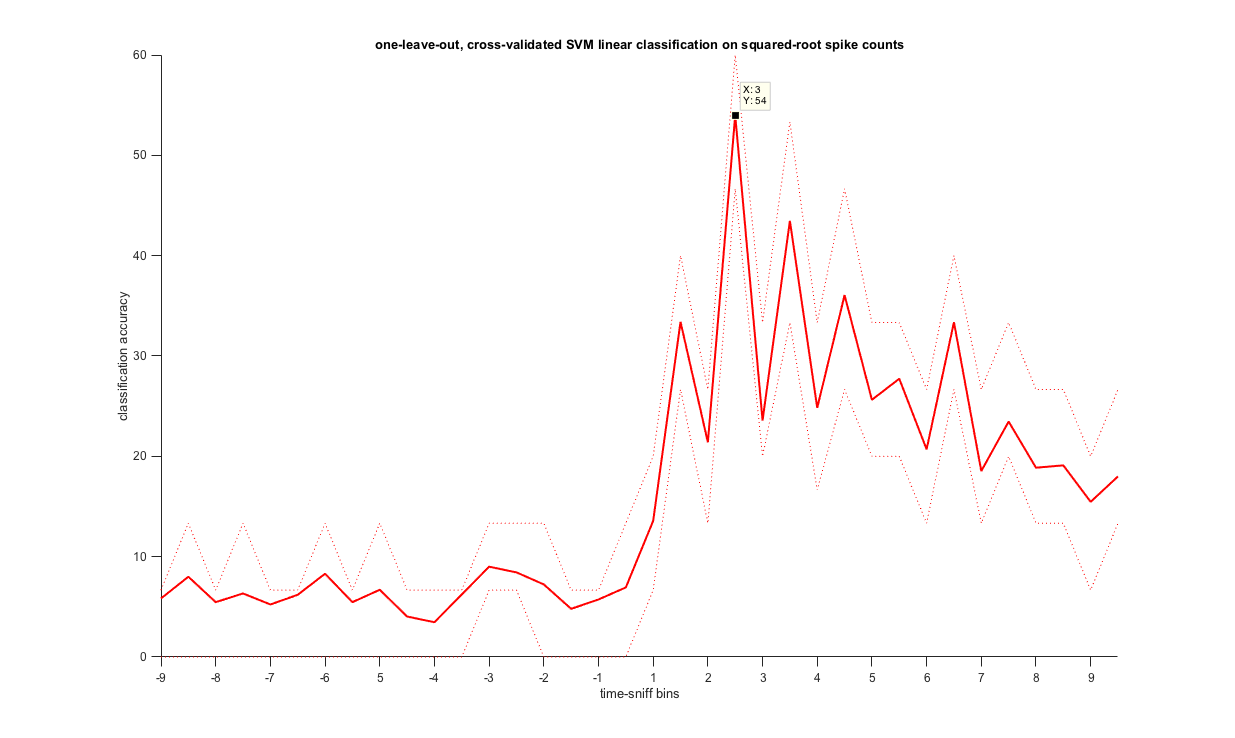 one-leave-out, cross-validated SVM linear classification on squared-root spike counts
60
X: 3
Y: 54
50
40
classification accuracy
30
20
10
0
-9 -8 -7 -6 5 -4 -3 -2 -1 1 2 3 4 5 6 7 8 9
time-sniff bins